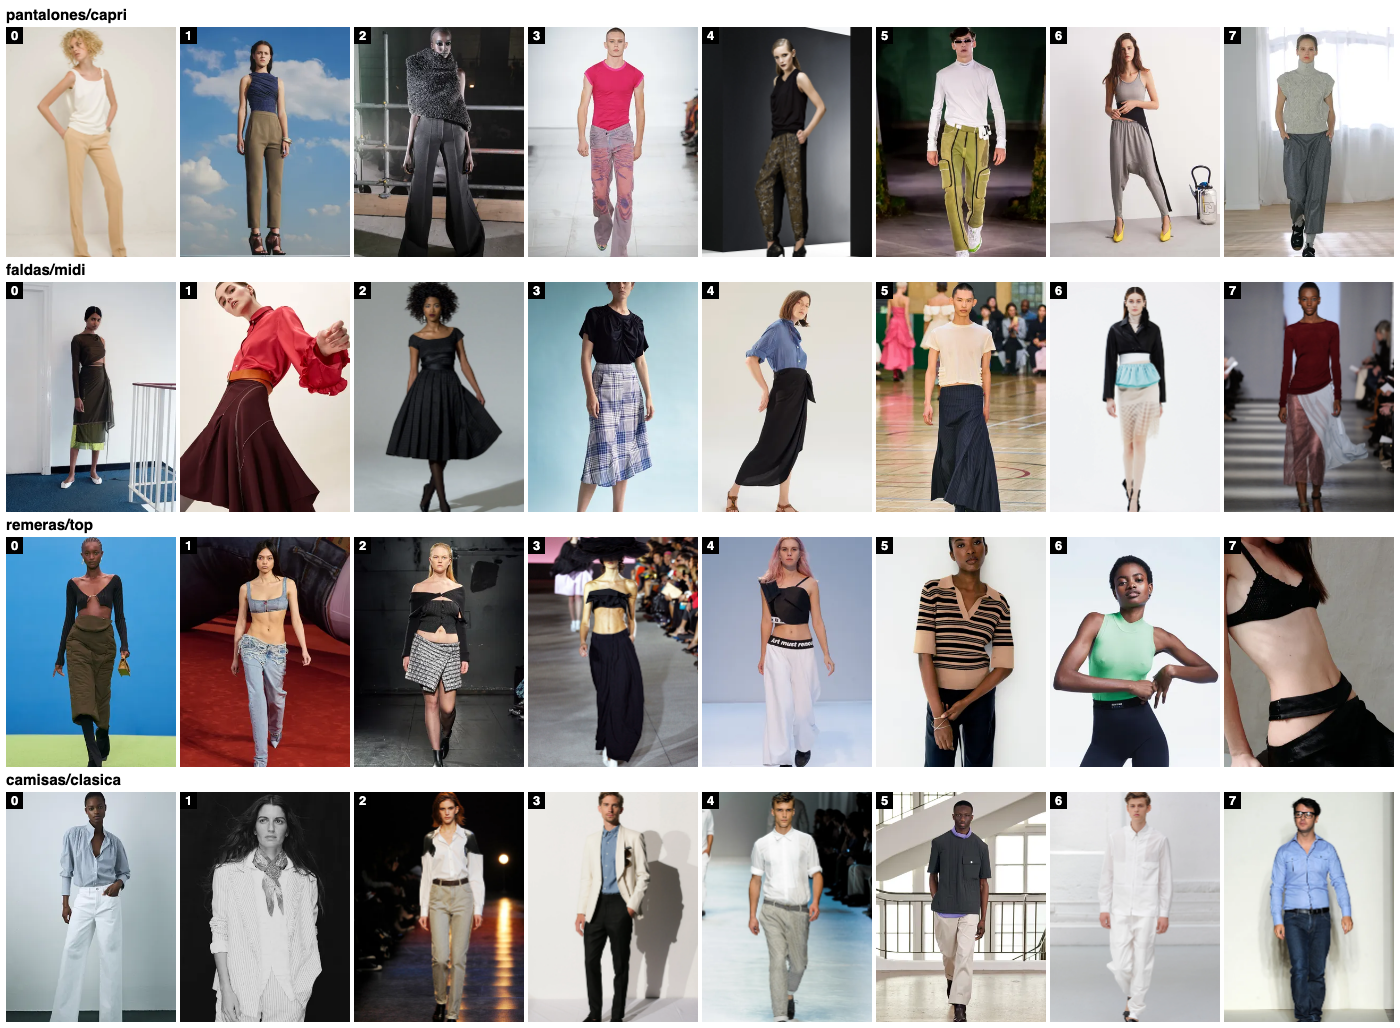 pantalones/capri
0 1 2 3 4 5 6 7
faldas/midi
0 1 2 3 4 5 6 7
remeras/top
0 1 2 3 4 5 6 7
Art must renew
camisas/clasica
0 1 2 3 4 5 6 7